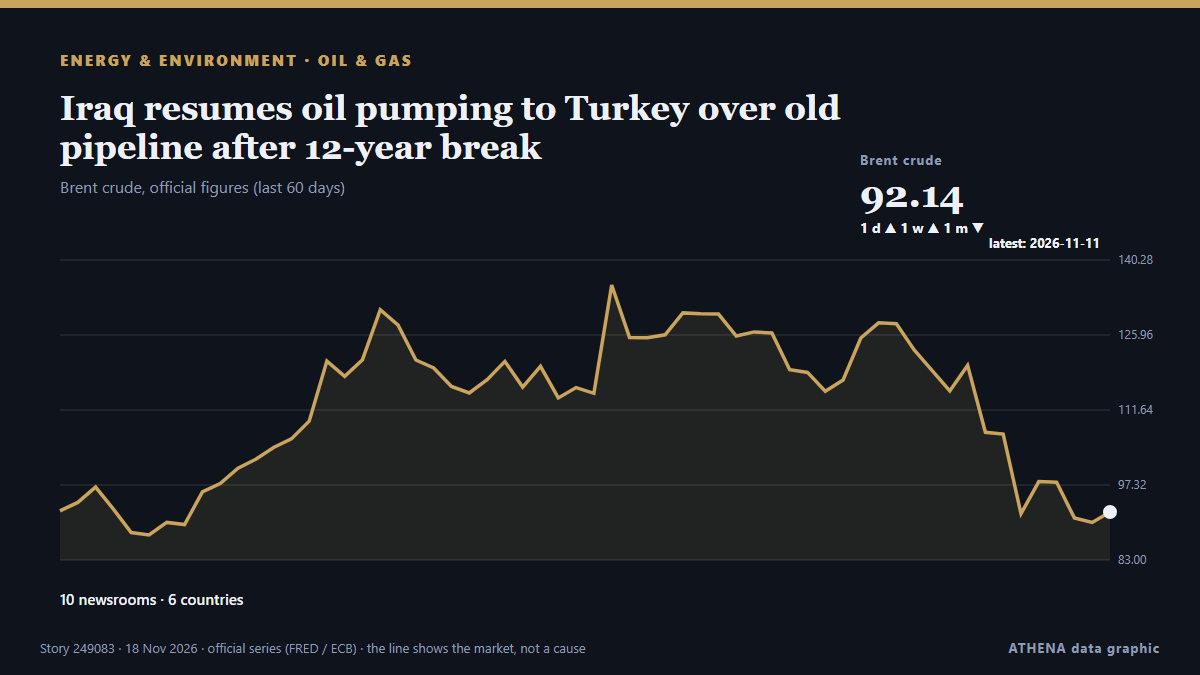 ENERGY & ENVIRONMENT · OIL & GAS
Iraq resumes oil pumping to Turkey over old
pipeline after 12-year break
Brent crude, official figures (last 60 days)
Brent crude
92.14
1 d ▲ 1 w ▲ 1 m ▼
latest: 2026-11-11
140.28
125.96
111.64
97.32
83.00
10 newsrooms · 6 countries
Story 249083 · 18 Nov 2026 · official series (FRED / ECB) · the line shows the market, not a cause
ATHENA data graphic